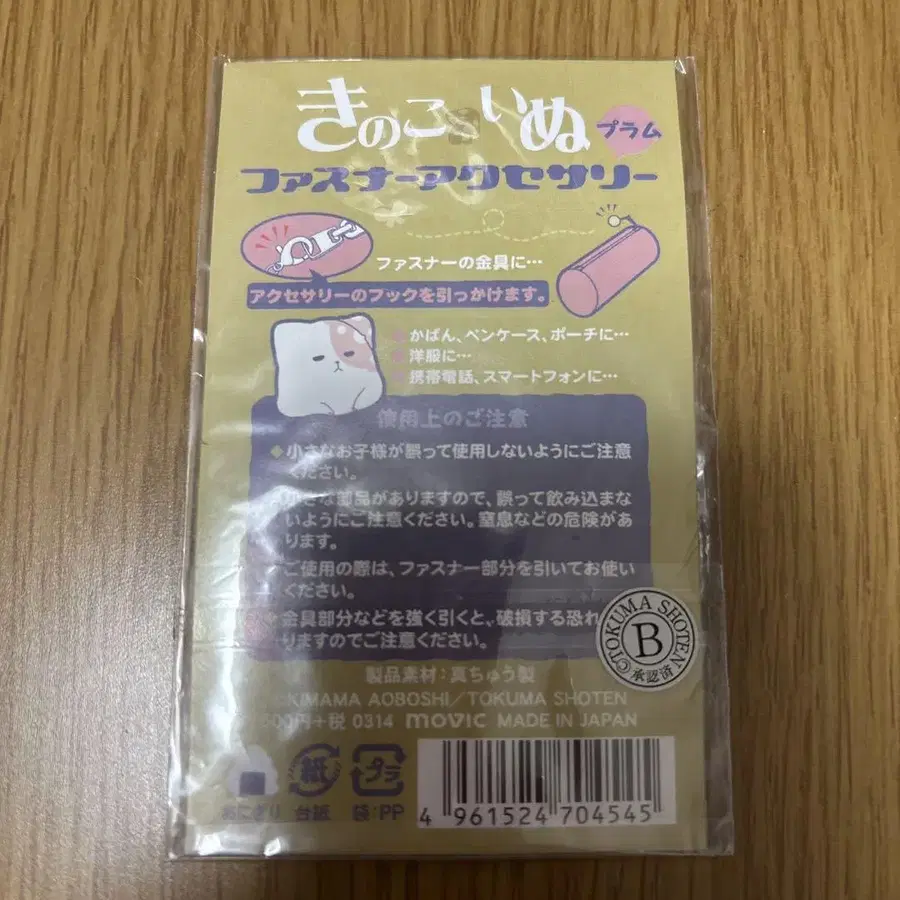 きのこいぬ
プラム
ファスナーアクセサリー
ファスナーの金具に…
アクセサリーのフックを引っかけます。
かばん、ペンケース、ポーチに…
洋服に…
携帯電話、スマートフォンに…
使用上のご注意
小さなお子様が誤って使用しないようにご注意
ください。
小さな部品がありますので、誤って飲み込まな
いようにご注意ください。窒息などの危険があ
ります。
ご使用の際は、ファスナー部分を引いてお使い
ください。
金具部分などを強く引くと、破損する恐れ
りますのでご注意ください。
©TOKUMA SHOTEN
B
承認済
製品素材:真ちゅう製
KIMAMA AOBOSHI/TOKUMA SHOTEN
500円+税 0314 movic MADE IN JAPAN
おにぎり
紙
台紙
プラ
袋:PP
4 961524 704545